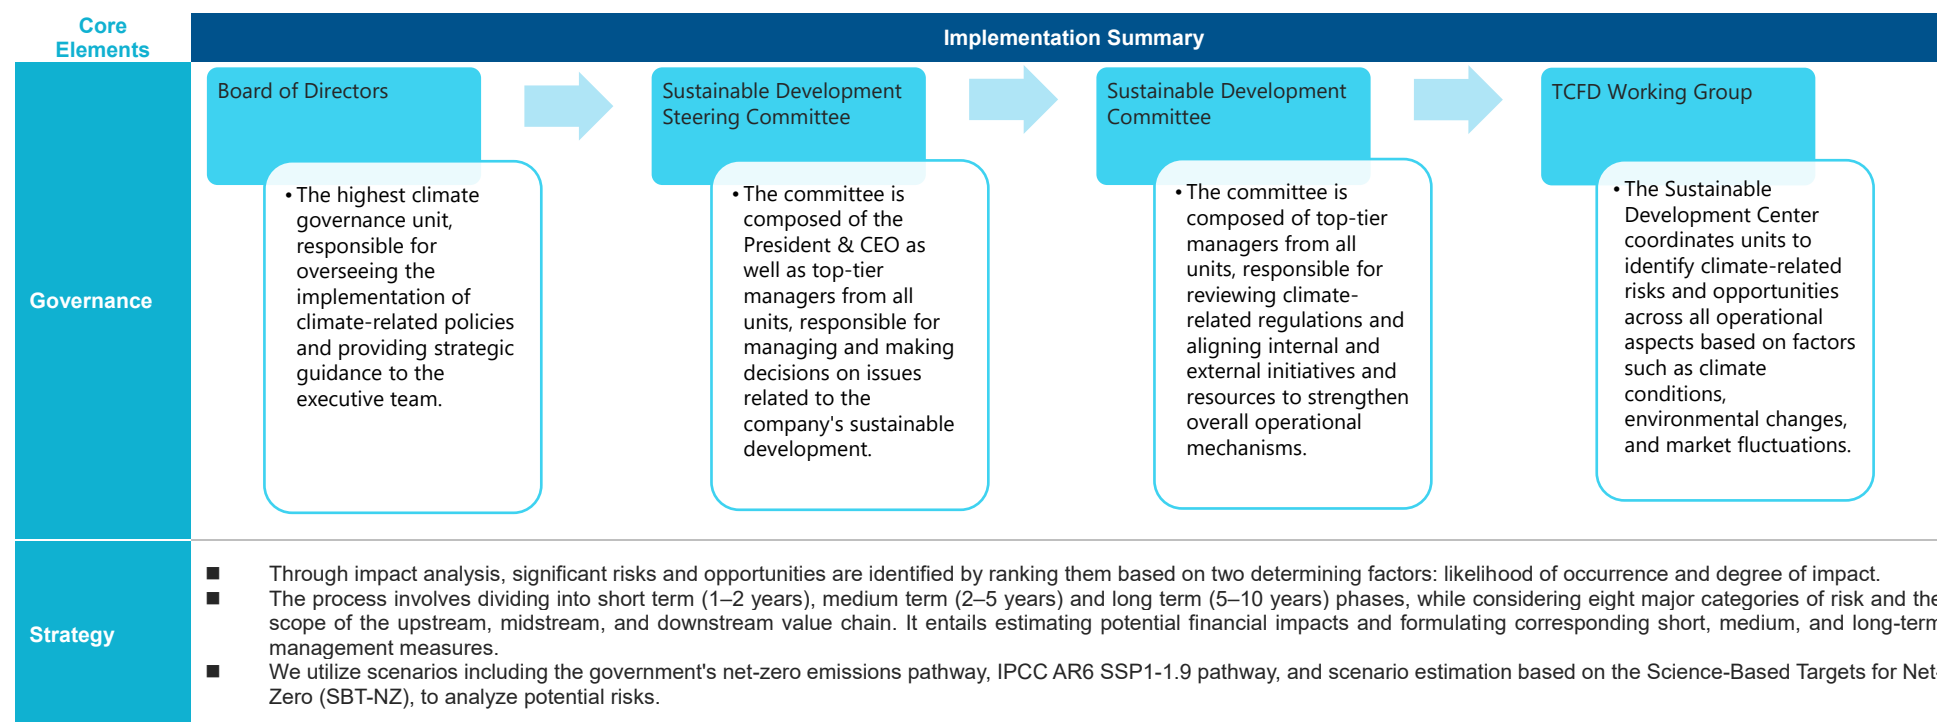 Core
Elements
Implementation Summary
Governance
Board of Directors
• The highest climate
governance unit,
responsible for
overseeing the
implementation of
climate-related policies
and providing strategic
guidance to the
executive team.
Sustainable Development
Steering Committee
• The committee is
composed of the
President & CEO as
well as top-tier
managers from all
units, responsible for
managing and making
decisions on issues
related to the
company's sustainable
development.
Sustainable Development
Committee
• The committee is
composed of top-tier
managers from all
units, responsible for
reviewing climate-
related regulations and
aligning internal and
external initiatives and
resources to strengthen
overall operational
mechanisms.
TCFD Working Group
• The Sustainable
Development Center
coordinates units to
identify climate-related
risks and opportunities
across all operational
aspects based on factors
such as climate
conditions,
environmental changes,
and market fluctuations.
Strategy
■ Through impact analysis, significant risks and opportunities are identified by ranking them based on two determining factors: likelihood of occurrence and degree of impact.
■ The process involves dividing into short term (1–2 years), medium term (2–5 years) and long term (5–10 years) phases, while considering eight major categories of risk and the
scope of the upstream, midstream, and downstream value chain. It entails estimating potential financial impacts and formulating corresponding short, medium, and long-term
management measures.
■ We utilize scenarios including the government's net-zero emissions pathway, IPCC AR6 SSP1-1.9 pathway, and scenario estimation based on the Science-Based Targets for Net-
Zero (SBT-NZ), to analyze potential risks.